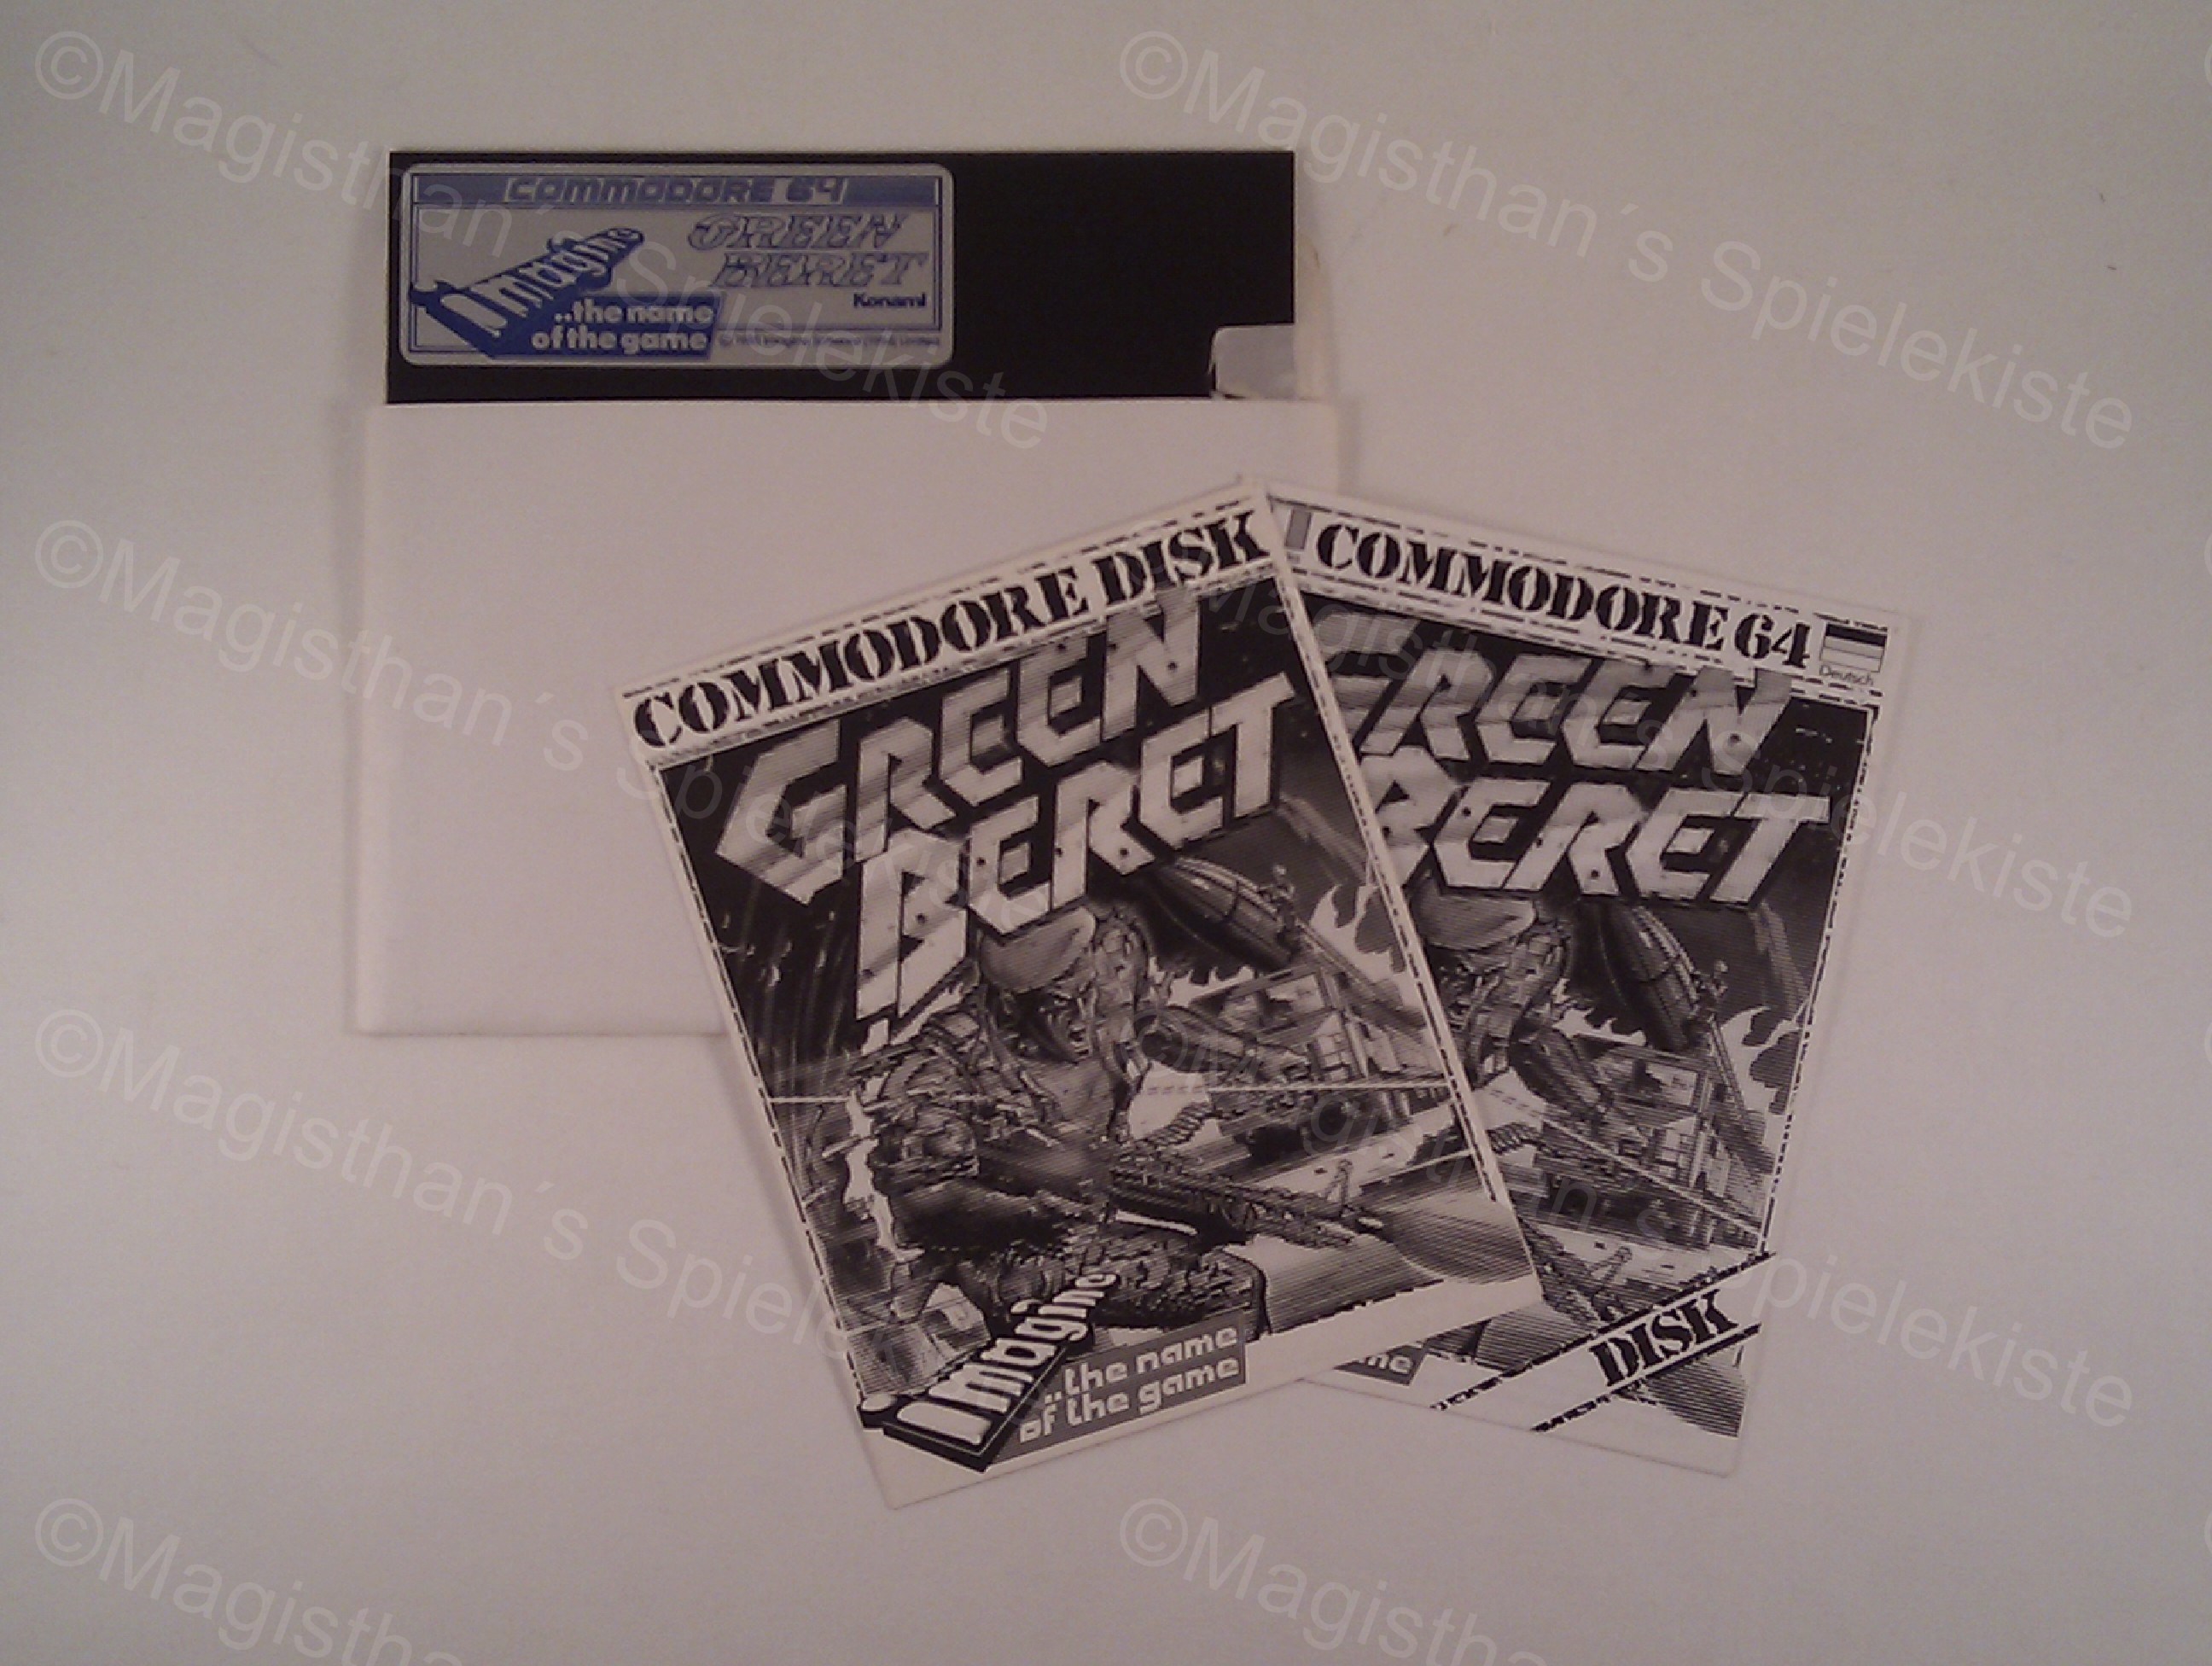 COMMODORE 64
GREEN
BERET
Konami
imagine
..the name
of the game
COMMODORE DISK
GREEN
BERET
imagine
..the name
of the game
COMMODORE 64
Deutsch
GREEN
BERET
DISK
©Magisthan´s Spielekiste
©Magisthan´s Spielekiste
©Magisthan´s Spielekiste
©Magisthan´s Spielekiste
©Magisthan´s Spielekiste
©Magisthan
©Magisthan